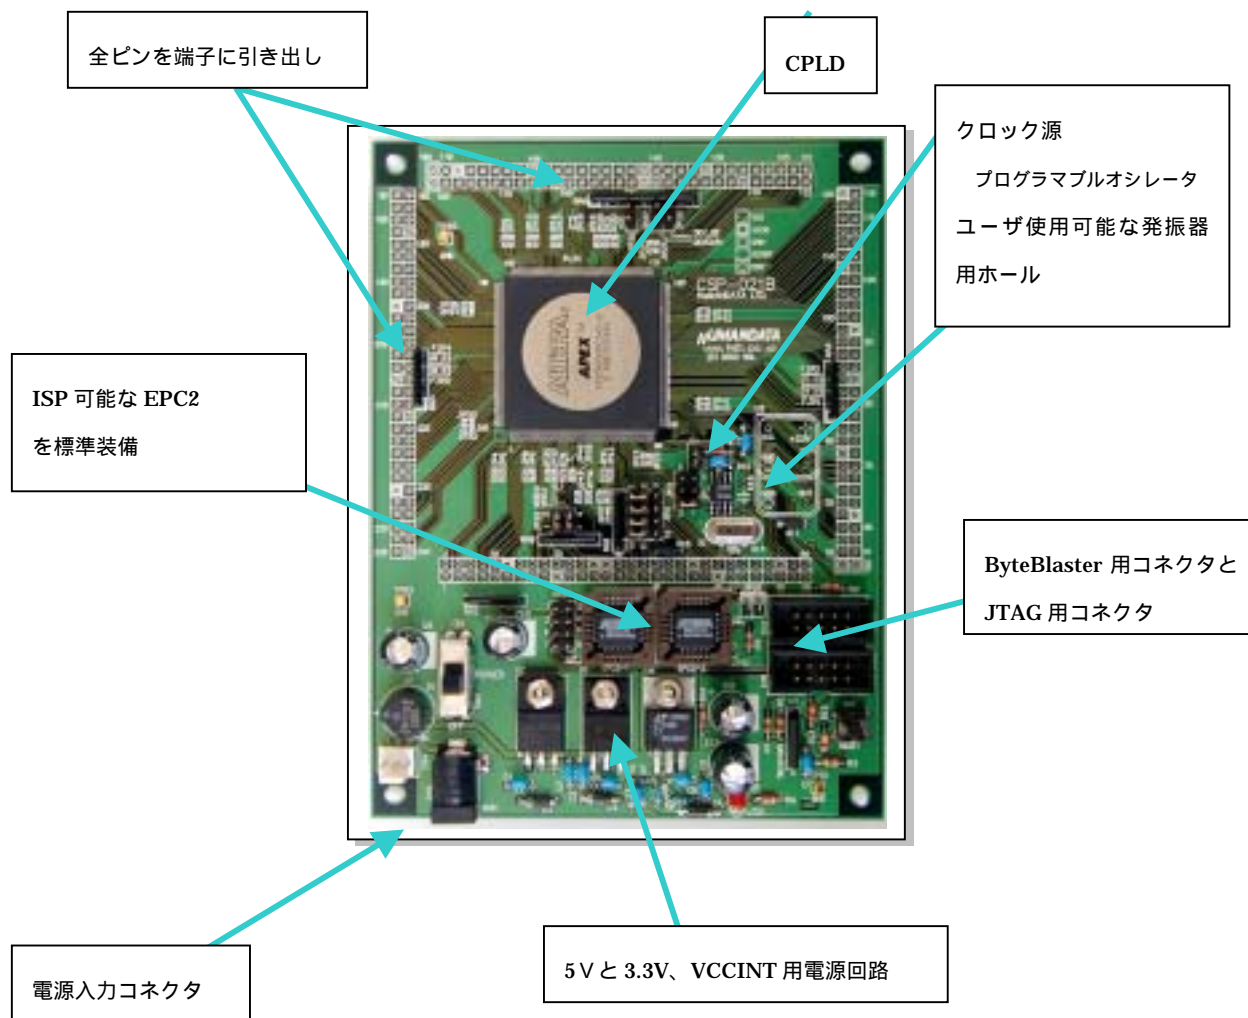 全ピンを端子に引き出し
CPLD
クロック源
プログラマブルオシレータ
ユーザ使用可能な発振器
用ホール
CSP-021B
HUMANDATA
ALTERA
APEX
ISP 可能な EPC2
を標準装備
ByteBlaster 用コネクタと
JTAG 用コネクタ
5Vと 3.3V、VCCINT 用電源回路
電源入力コネクタ